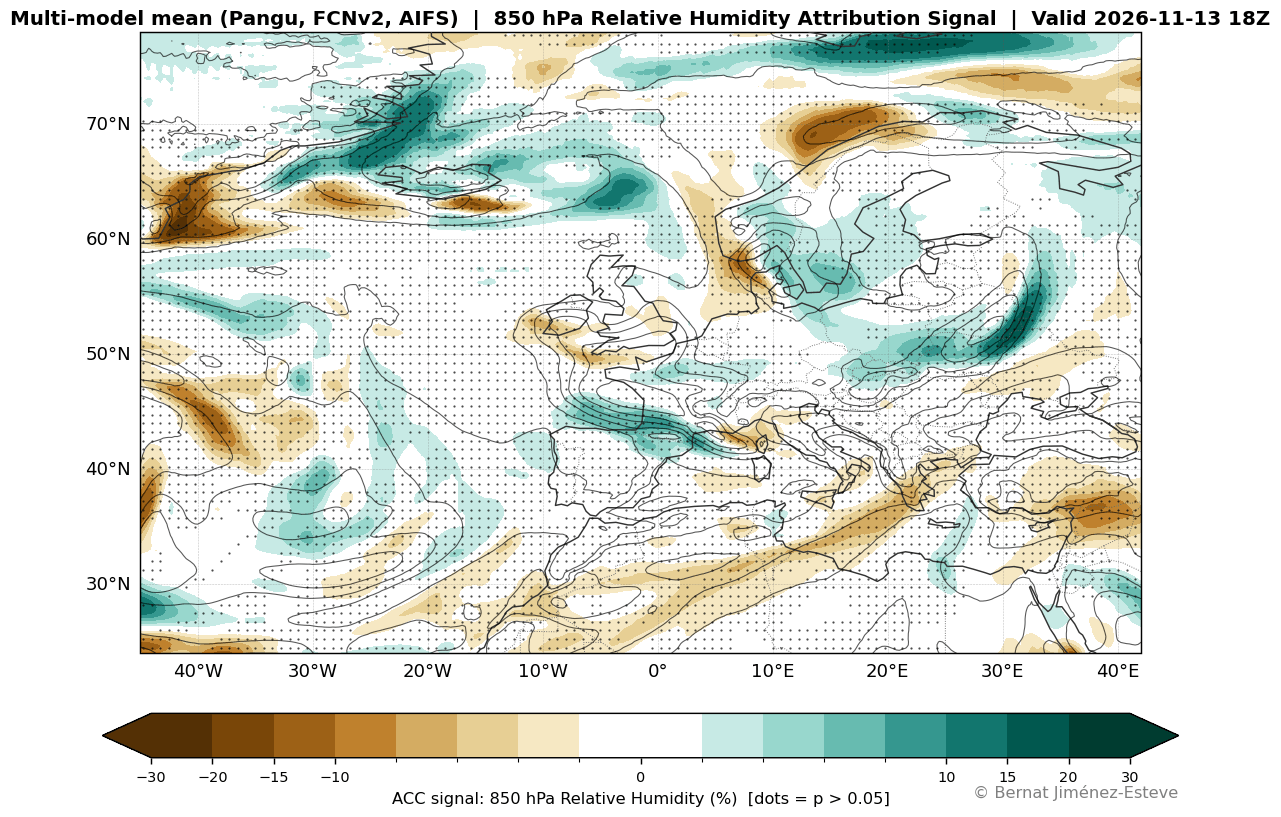 Multi-model mean (Pangu, FCNv2, AIFS) | 850 hPa Relative Humidity Attribution Signal | Valid 2026-11-13 18Z
70°N
60°N
50°N
40°N
30°N
40°W 30°W 20°W 10°W 0° 10°E 20°E 30°E 40°E
−30 −20 −15 −10 0 10 15 20 30
ACC signal: 850 hPa Relative Humidity (%) [dots = p > 0.05]
© Bernat Jiménez-Esteve